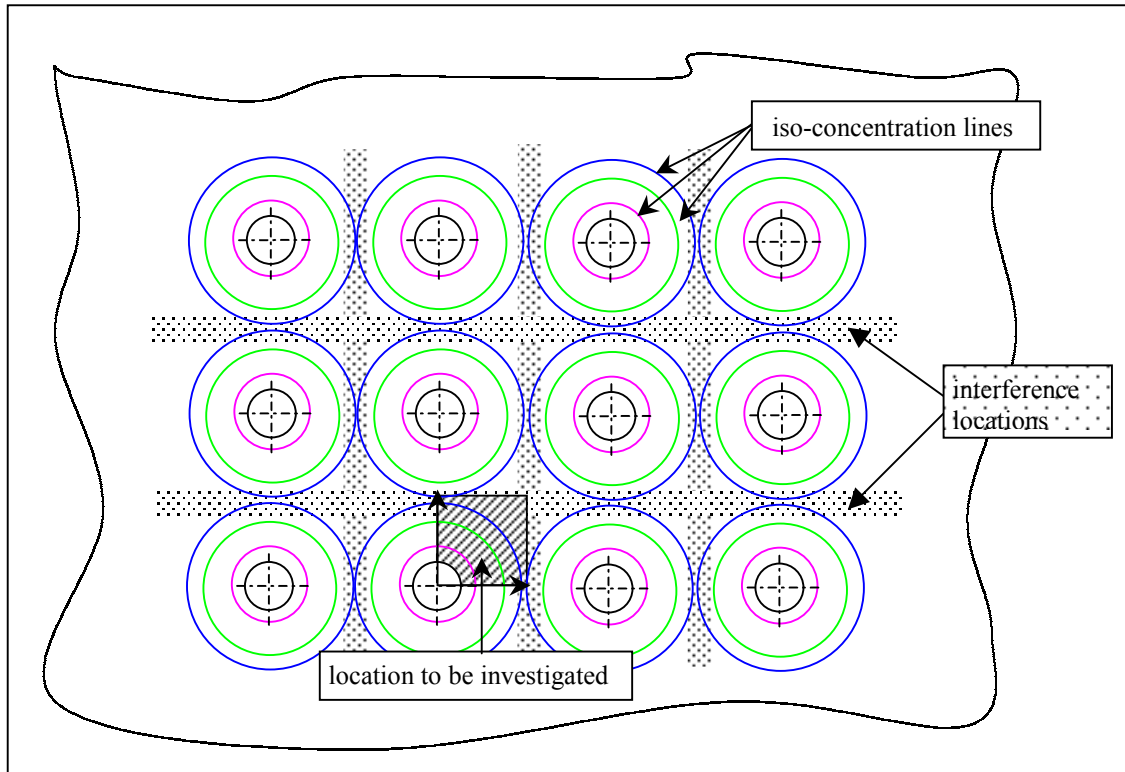 iso-concentration lines
interference
locations
location to be investigated